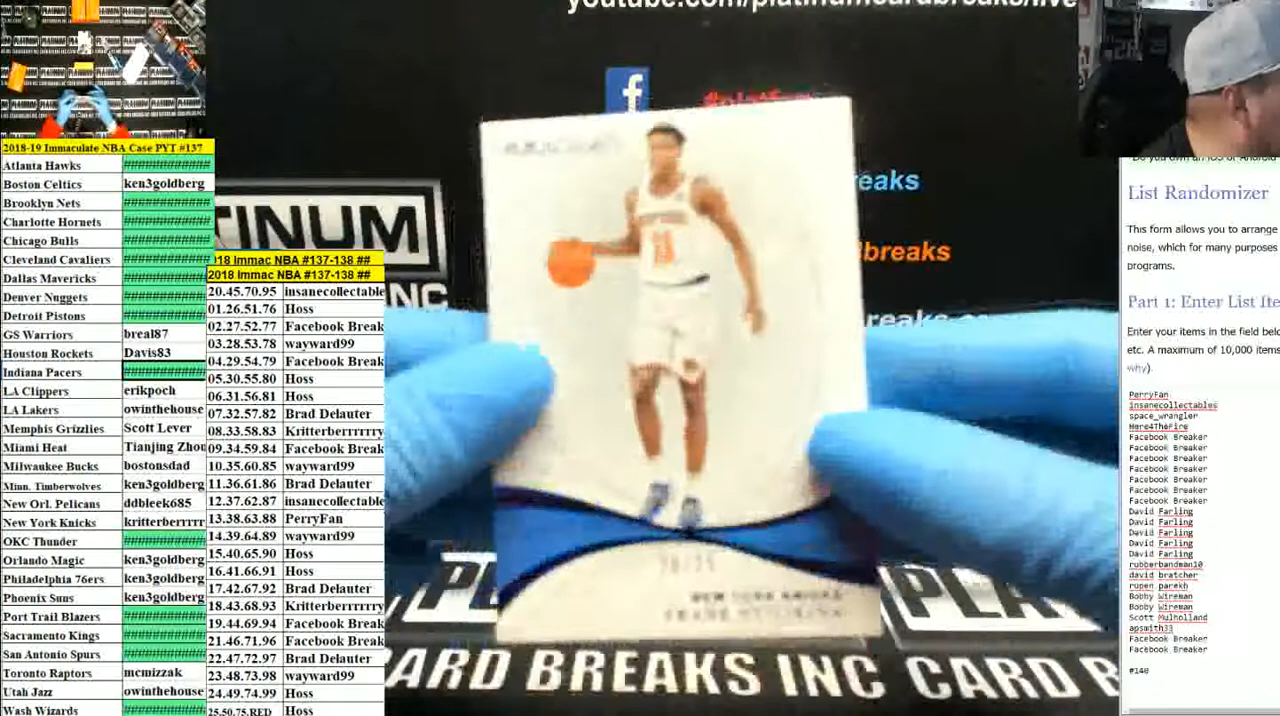 youtube.com/platinumcardbreaks/live
f
2018-19 Immaculate NBA Case PYT #137
Atlanta Hawks ##############
Boston Celtics ken3goldberg
Brooklyn Nets ##############
Charlotte Hornets ##############
Chicago Bulls ##############
Cleveland Cavaliers ##############
Dallas Mavericks ##############
Denver Nuggets ##############
Detroit Pistons ##############
GS Warriors breal87
Houston Rockets Davis83
Indiana Pacers ##############
LA Clippers erikpoch
LA Lakers owinthehouse
Memphis Grizzlies Scott Lever
Miami Heat Tianjing Zhou
Milwaukee Bucks bostonsdad
Minn. Timberwolves ken3goldberg
New Orl. Pelicans ddbleek685
New York Knicks kritterberrrrr
OKC Thunder ##############
Orlando Magic ken3goldberg
Philadelphia 76ers ken3goldberg
Phoenix Suns ken3goldberg
Port Trail Blazers ##############
Sacramento Kings ##############
San Antonio Spurs ##############
Toronto Raptors mcmizzak
Utah Jazz owinthehouse
Wash Wizards ##############
018 Immac NBA #137-138 ##
2018 Immac NBA #137-138 ##
20.45.70.95 insanecollectable
01.26.51.76 Hoss
02.27.52.77 Facebook Break
03.28.53.78 wayward99
04.29.54.79 Facebook Break
05.30.55.80 Hoss
06.31.56.81 Hoss
07.32.57.82 Brad Delauter
08.33.58.83 Kritterberrrrrry
09.34.59.84 Facebook Break
10.35.60.85 wayward99
11.36.61.86 Brad Delauter
12.37.62.87 insanecollectable
13.38.63.88 PerryFan
14.39.64.89 wayward99
15.40.65.90 Hoss
16.41.66.91 Hoss
17.42.67.92 Brad Delauter
18.43.68.93 Kritterberrrrrry
19.44.69.94 Facebook Break
21.46.71.96 Facebook Break
22.47.72.97 Brad Delauter
23.48.73.98 wayward99
24.49.74.99 Hoss
25.50.75.RED Hoss
TINUM
INC
eaks
dbreaks
CARD BREAKS INC CARD B
List Randomizer
This form allows you to arrange
noise, which for many purposes
programs.
Part 1: Enter List Ite
Enter your items in the field belo
etc. A maximum of 10,000 items
why).
PerryFan
insanecollectables
space_wrangler
Here4TheFire
Facebook Breaker
Facebook Breaker
Facebook Breaker
Facebook Breaker
Facebook Breaker
Facebook Breaker
Facebook Breaker
David Farling
David Farling
David Farling
David Farling
David Farling
rubberbandman10
david bratcher
rupen parekh
Bobby Wireman
Bobby Wireman
Scott Mulholland
apsmith33
Facebook Breaker
Facebook Breaker
#140